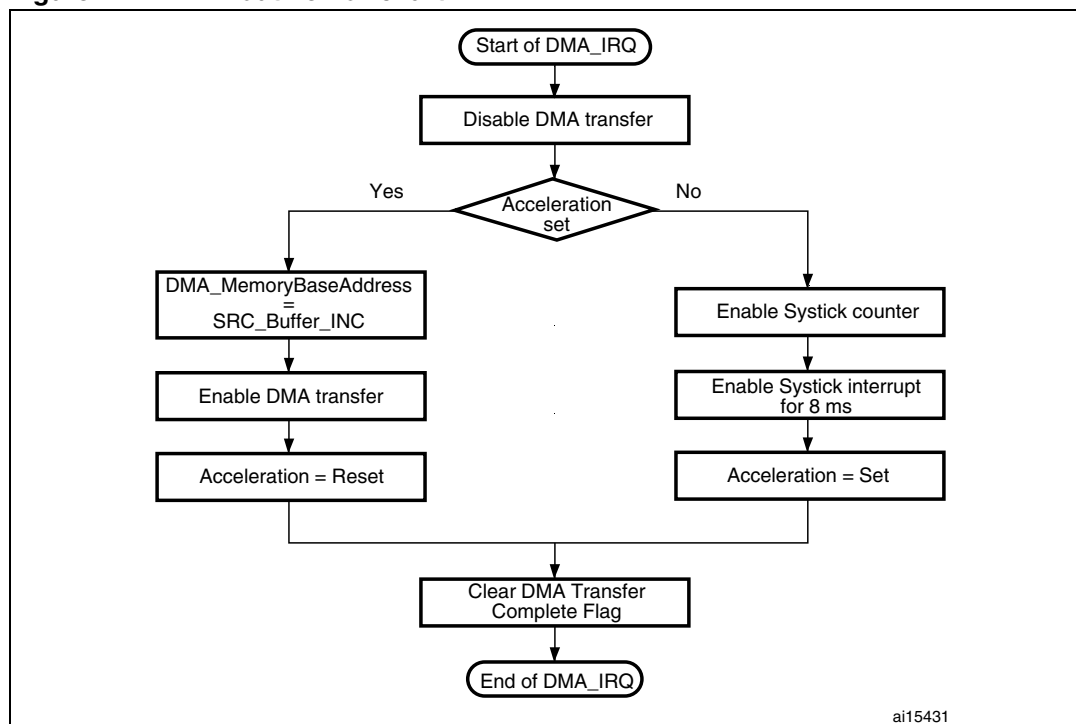 Start of DMA_IRQ
Disable DMA transfer
Yes
No
Acceleration
set
DMA_MemoryBaseAddress
=
SRC_Buffer_INC
Enable DMA transfer
Acceleration = Reset
Enable Systick counter
Enable Systick interrupt
for 8 ms
Acceleration = Set
Clear DMA Transfer
Complete Flag
End of DMA_IRQ
ai15431